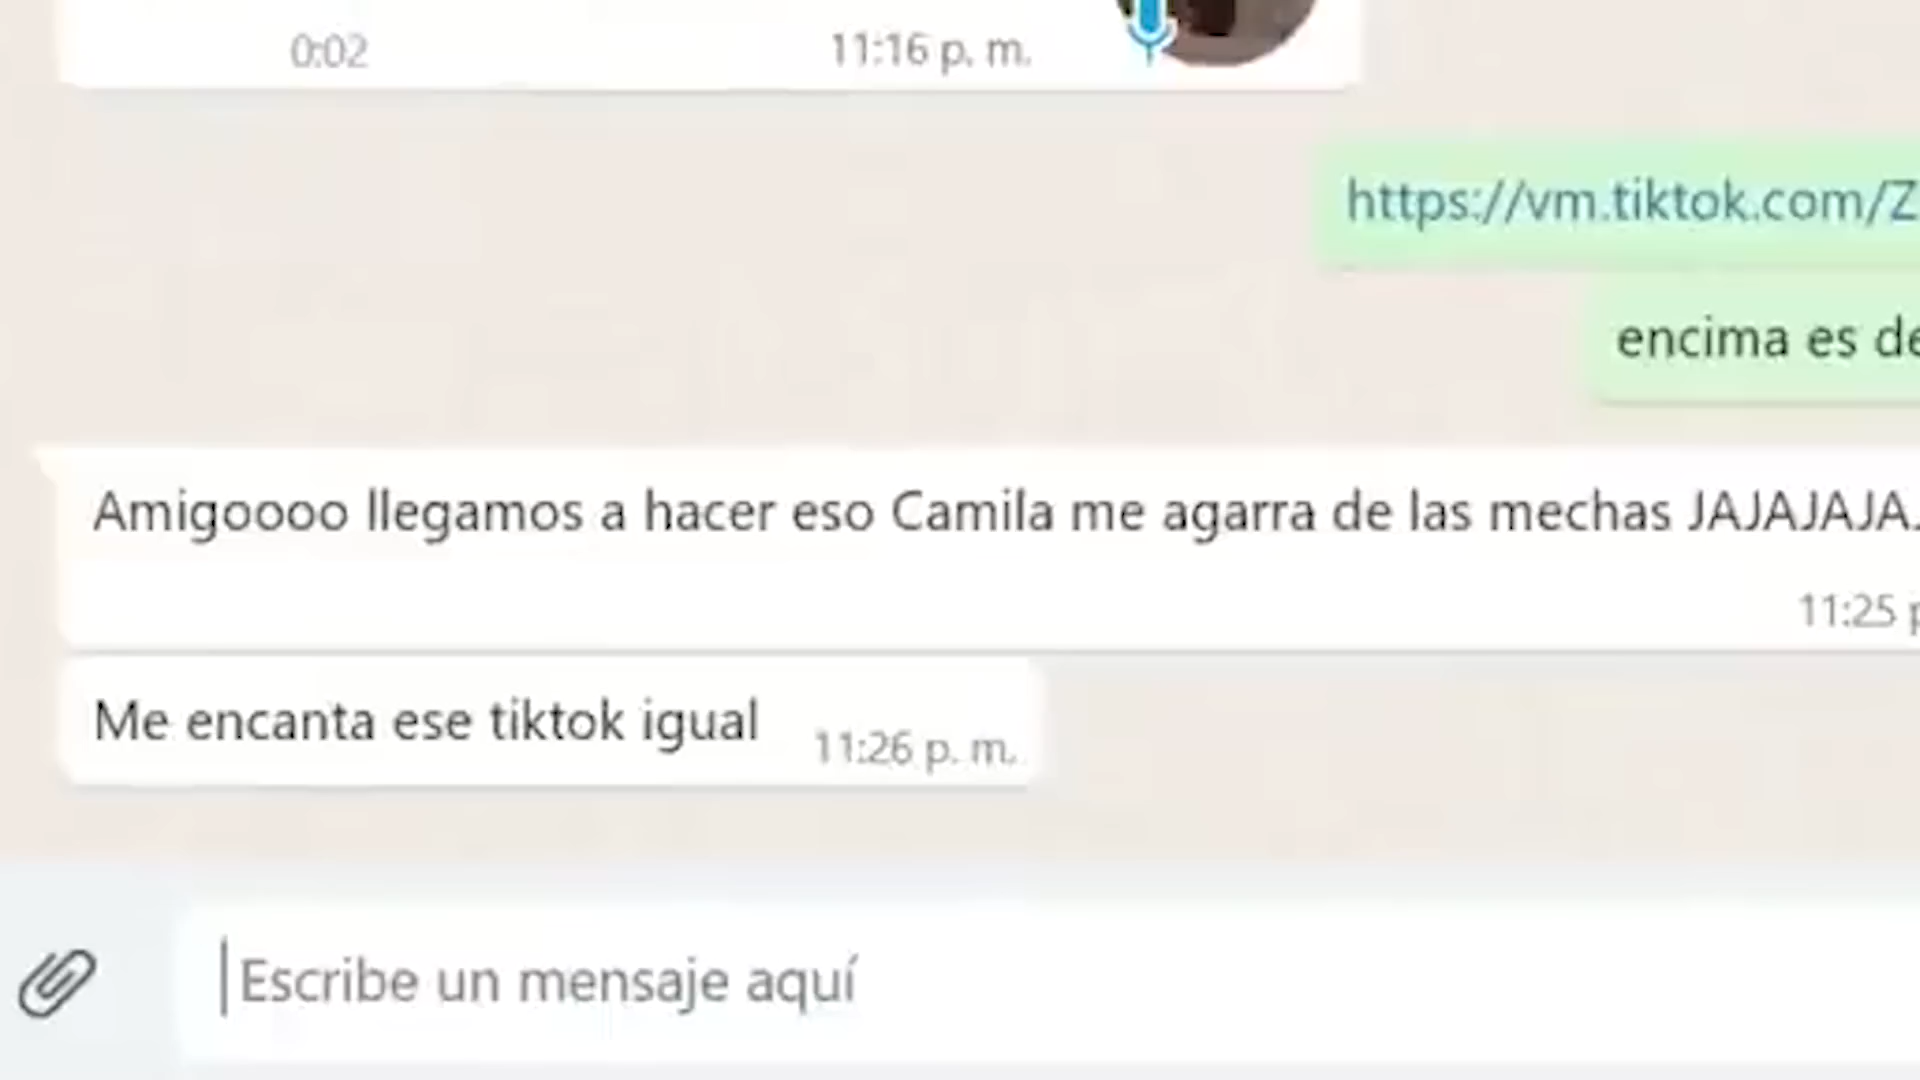 0:02 11:16 p. m.
https://vm.tiktok.com/Z
encima es de
Amigoooo llegamos a hacer eso Camila me agarra de las mechas JAJAJAJA
11:25 p
Me encanta ese tiktok igual 11:26 p. m.
Escribe un mensaje aquí